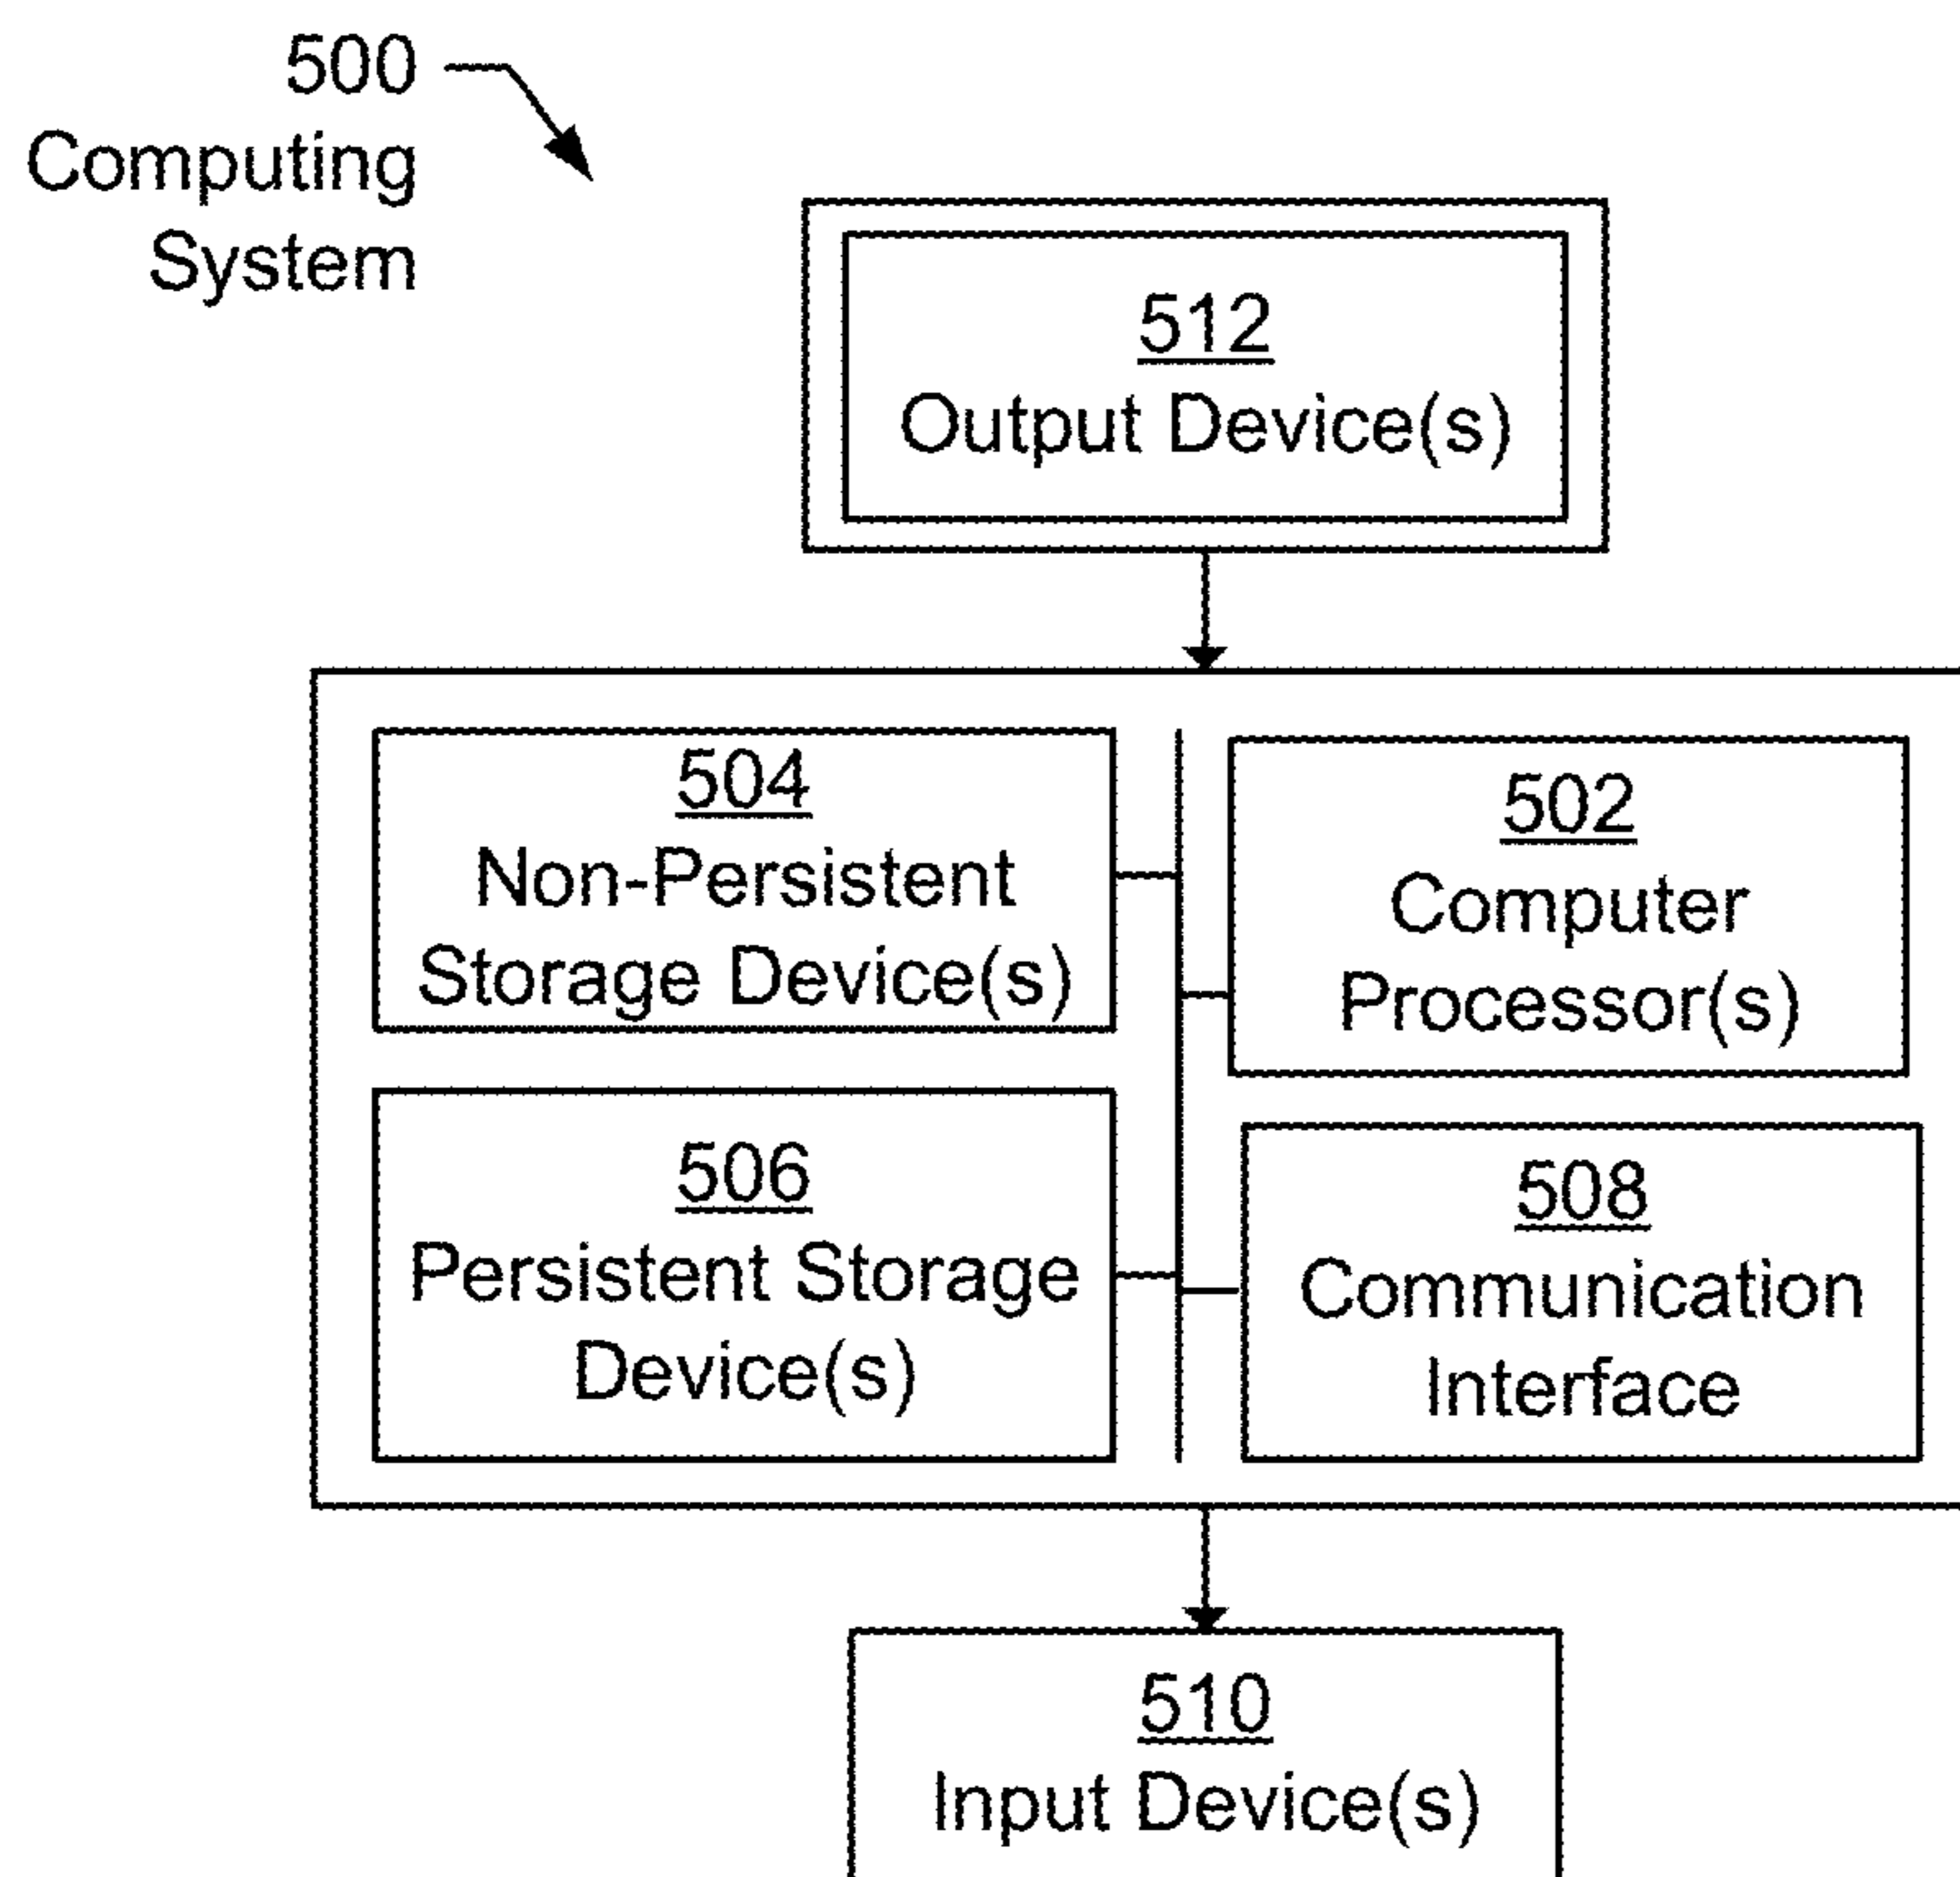 500
Computing
System
512
Output Device(s)
504
Non-Persistent
Storage Device(s)
502
Computer
Processor(s)
506
Persistent Storage
Device(s)
508
Communication
Interface
510
Input Device(s)